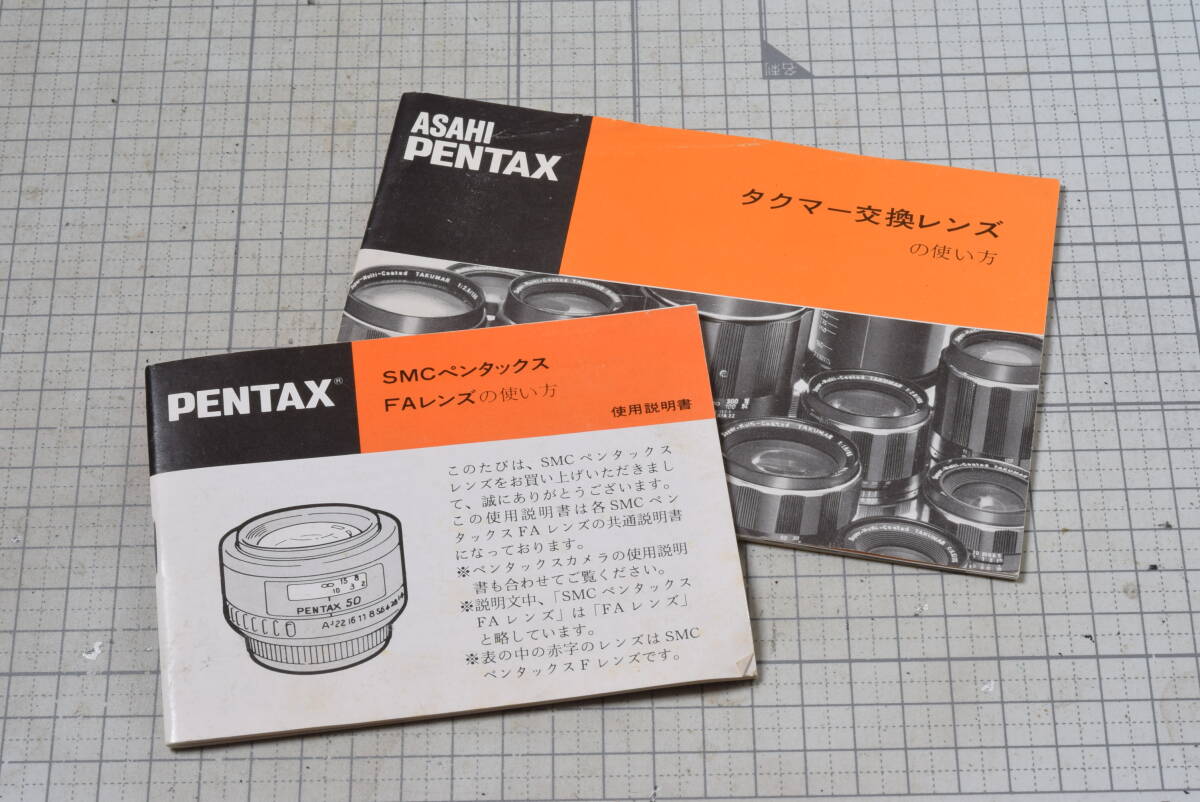 名刺
ASAHI
PENTAX
タクマー交換レンズ
の使い方
PENTAX®
SMCペンタックス
FAレンズの使い方
使用説明書
このたびは、SMC ペンタックス
レンズをお買い上げいただきまし
て、誠にありがとうございます。
この使用説明書は各SMC ペン
タックス FA レンズの共通説明書
になっております。
※ペンタックスカメラの使用説明
書も合わせてご覧ください。
※説明文中、「SMC ペンタックス
FA レンズ」は「FA レンズ」
と略しています。
※表の中の赤字のレンズは SMC
ペンタックス F レンズです。
∞ 15 8
10 3 2
PENTAX 50